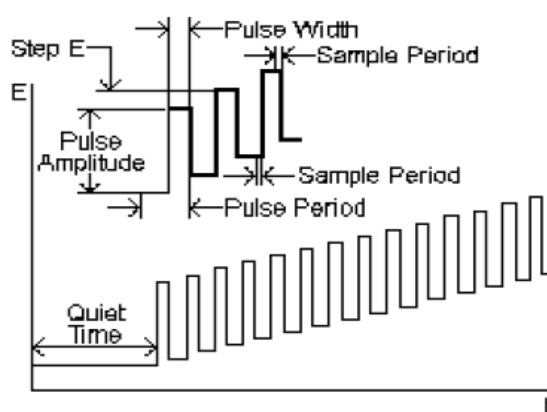 Pulse Width
Step E
Sample Period
E
Pulse
Amplitude
Sample Period
Pulse Period
Quiet
Time